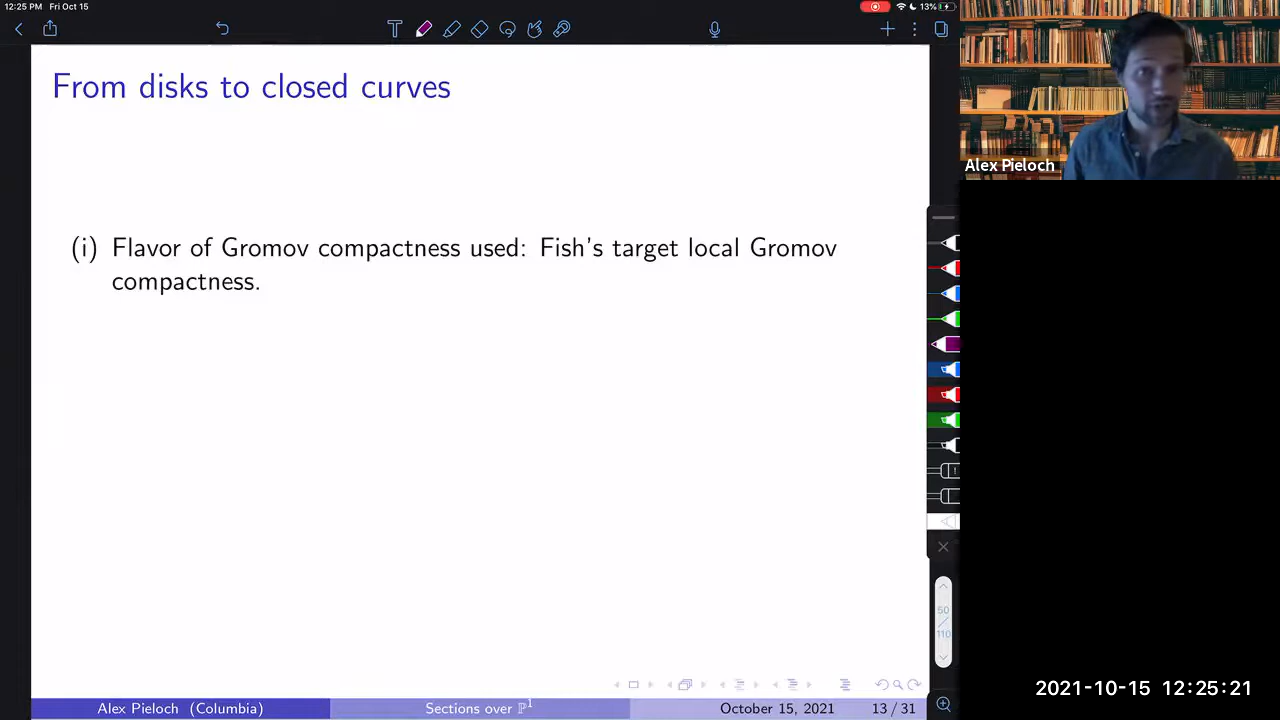 12:25 PM Fri Oct 15
13%
From disks to closed curves
Alex Pieloch
(i) Flavor of Gromov compactness used: Fish's target local Gromov
compactness.
50
110
2021-10-15 12:25:21
Alex Pieloch (Columbia)
Sections over ℙ¹
October 15, 2021
13 / 31